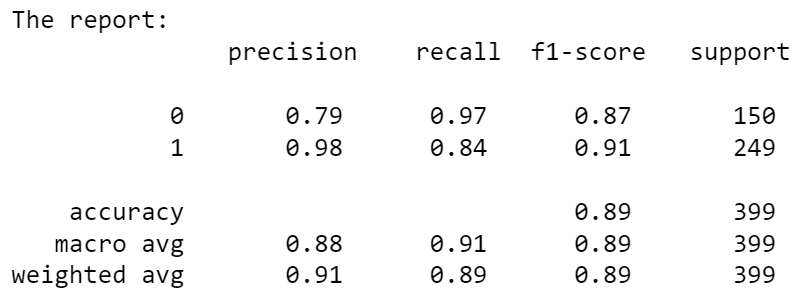 The report:
precision recall f1-score support
0 0.79 0.97 0.87 150
1 0.98 0.84 0.91 249
accuracy 0.89 399
macro avg 0.88 0.91 0.89 399
weighted avg 0.91 0.89 0.89 399